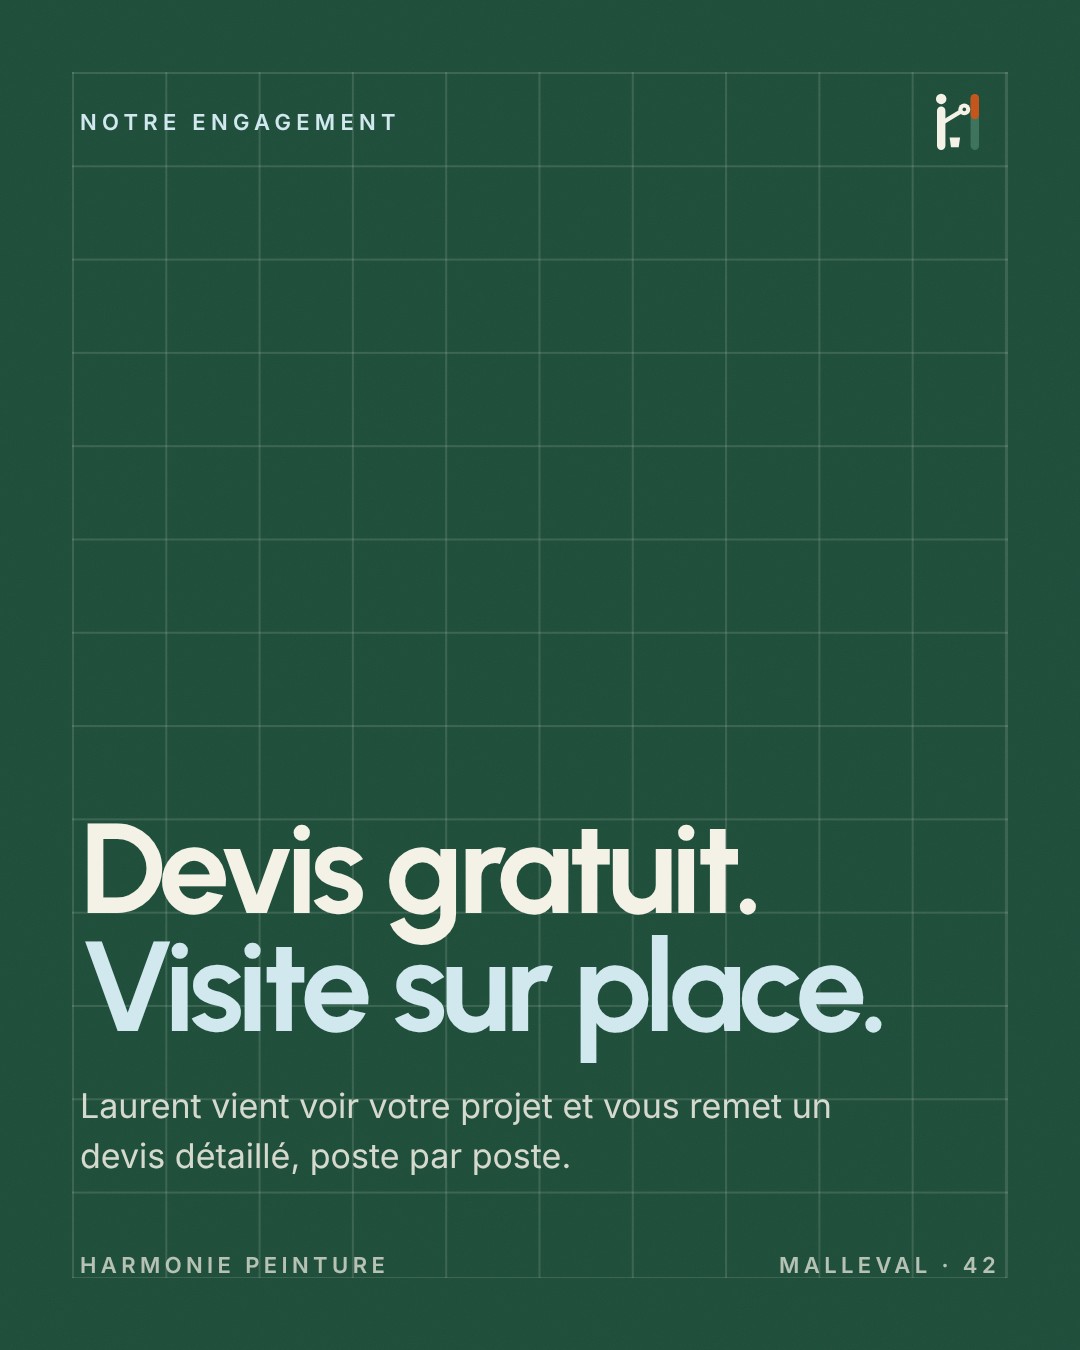 NOTRE ENGAGEMENT
Devis gratuit.
Visite sur place.
Laurent vient voir votre projet et vous remet un
devis détaillé, poste par poste.
HARMONIE PEINTURE
MALLEVAL · 42